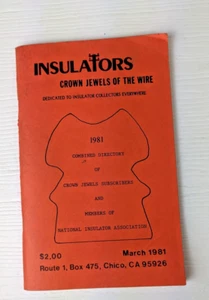 INSULATORS
CROWN JEWELS OF THE WIRE
DEDICATED TO INSULATOR COLLECTORS EVERYWHERE
1981
COMBINED DIRECTORY
OF
CROWN JEWELS SUBSCRIBERS
AND
MEMBERS OF
NATIONAL INSULATOR ASSOCIATION
$2.00
March 1981
Route 1, Box 475, Chico, CA 95926